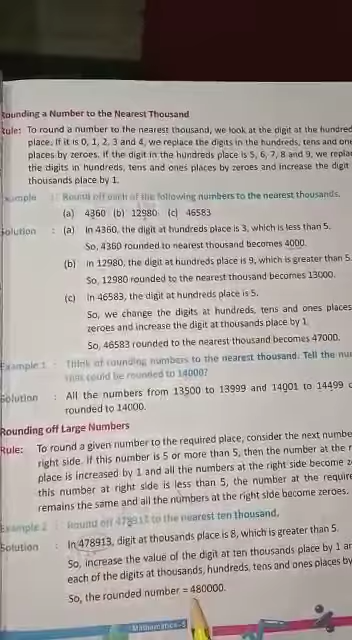 Rounding a Number to the Nearest Thousand
Rule: To round a number to the nearest thousand, we look at the digit at the hundred
place. If it is 0, 1, 2, 3 and 4, we replace the digits in the hundreds, tens and one
places by zeroes. If the digit in the hundreds place is 5, 6, 7, 8 and 9, we repla
the digits in hundreds, tens and ones places by zeroes and increase the digit
thousands place by 1.
Example : Round off each of the following numbers to the nearest thousands.
(a) 4360 (b) 12980 (c) 46583
Solution : (a) In 4360, the digit at hundreds place is 3, which is less than 5.
So, 4360 rounded to nearest thousand becomes 4000.
(b) In 12980, the digit at hundreds place is 9, which is greater than 5.
So, 12980 rounded to the nearest thousand becomes 13000.
(c) In 46583, the digit at hundreds place is 5.
So, we change the digits at hundreds, tens and ones places
zeroes and increase the digit at thousands place by 1.
So, 46583 rounded to the nearest thousand becomes 47000.
Example 1 : Think of rounding numbers to the nearest thousand. Tell the nu
could be rounded to 14000?
Solution : All the numbers from 13500 to 13999 and 14001 to 14499 c
rounded to 14000.
Rounding off Large Numbers
Rule: To round a given number to the required place, consider the next numbe
right side. If this number is 5 or more than 5, then the number at the r
place is increased by 1 and all the numbers at the right side become z
this number at right side is less than 5, the number at the require
remains the same and all the numbers at the right side become zeroes.
Example 2 : Round off 478913 to the nearest ten thousand.
Solution : In 478913, digit at thousands place is 8, which is greater than 5.
So, increase the value of the digit at ten thousands place by 1 an
each of the digits at thousands, hundreds, tens and ones places by
So, the rounded number = 480000.
Mathematics-5